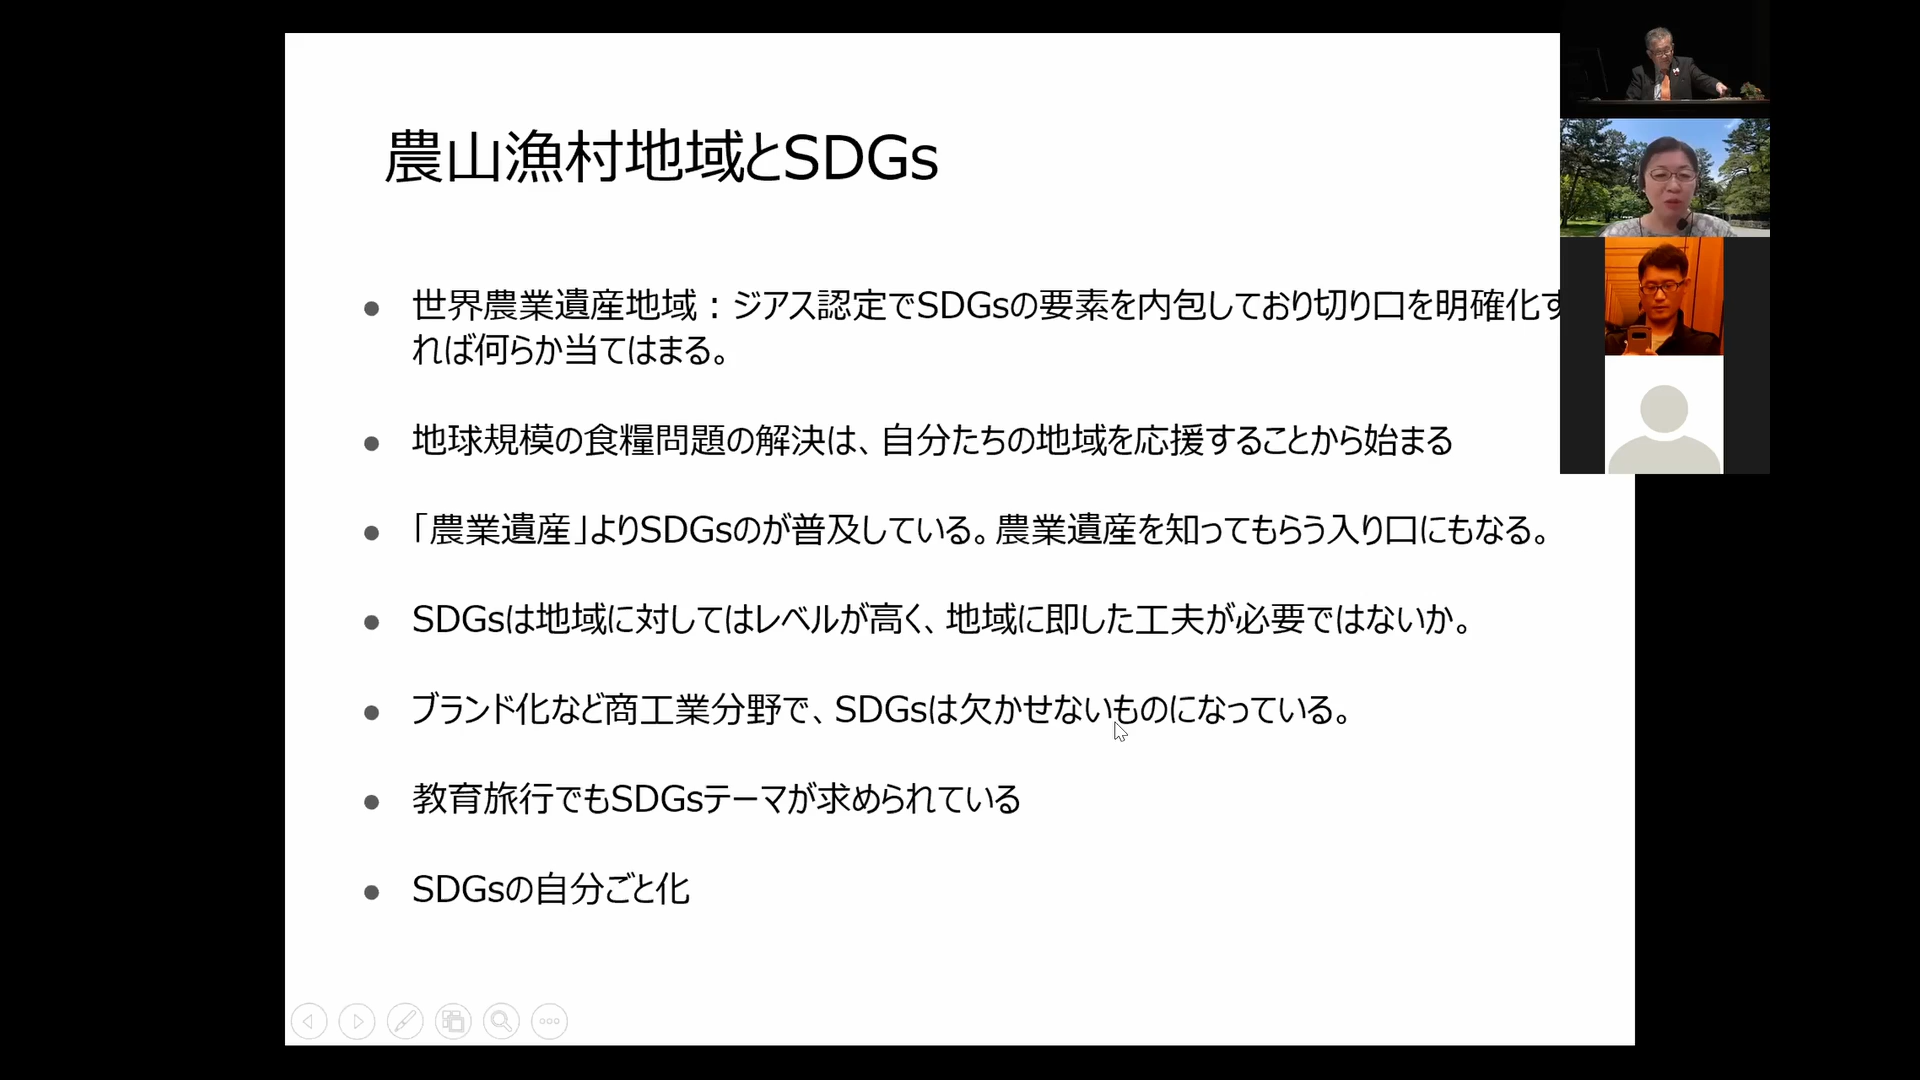 農山漁村地域とSDGs
世界農業遺産地域：ジアス認定でSDGsの要素を内包しており切り口を明確化す
れば何らか当てはまる。
地球規模の食糧問題の解決は、自分たちの地域を応援することから始まる
「農業遺産」よりSDGsのが普及している。農業遺産を知ってもらう入り口にもなる。
SDGsは地域に対してはレベルが高く、地域に即した工夫が必要ではないか。
ブランド化など商工業分野で、SDGsは欠かせないものになっている。
教育旅行でもSDGsテーマが求められている
SDGsの自分ごと化